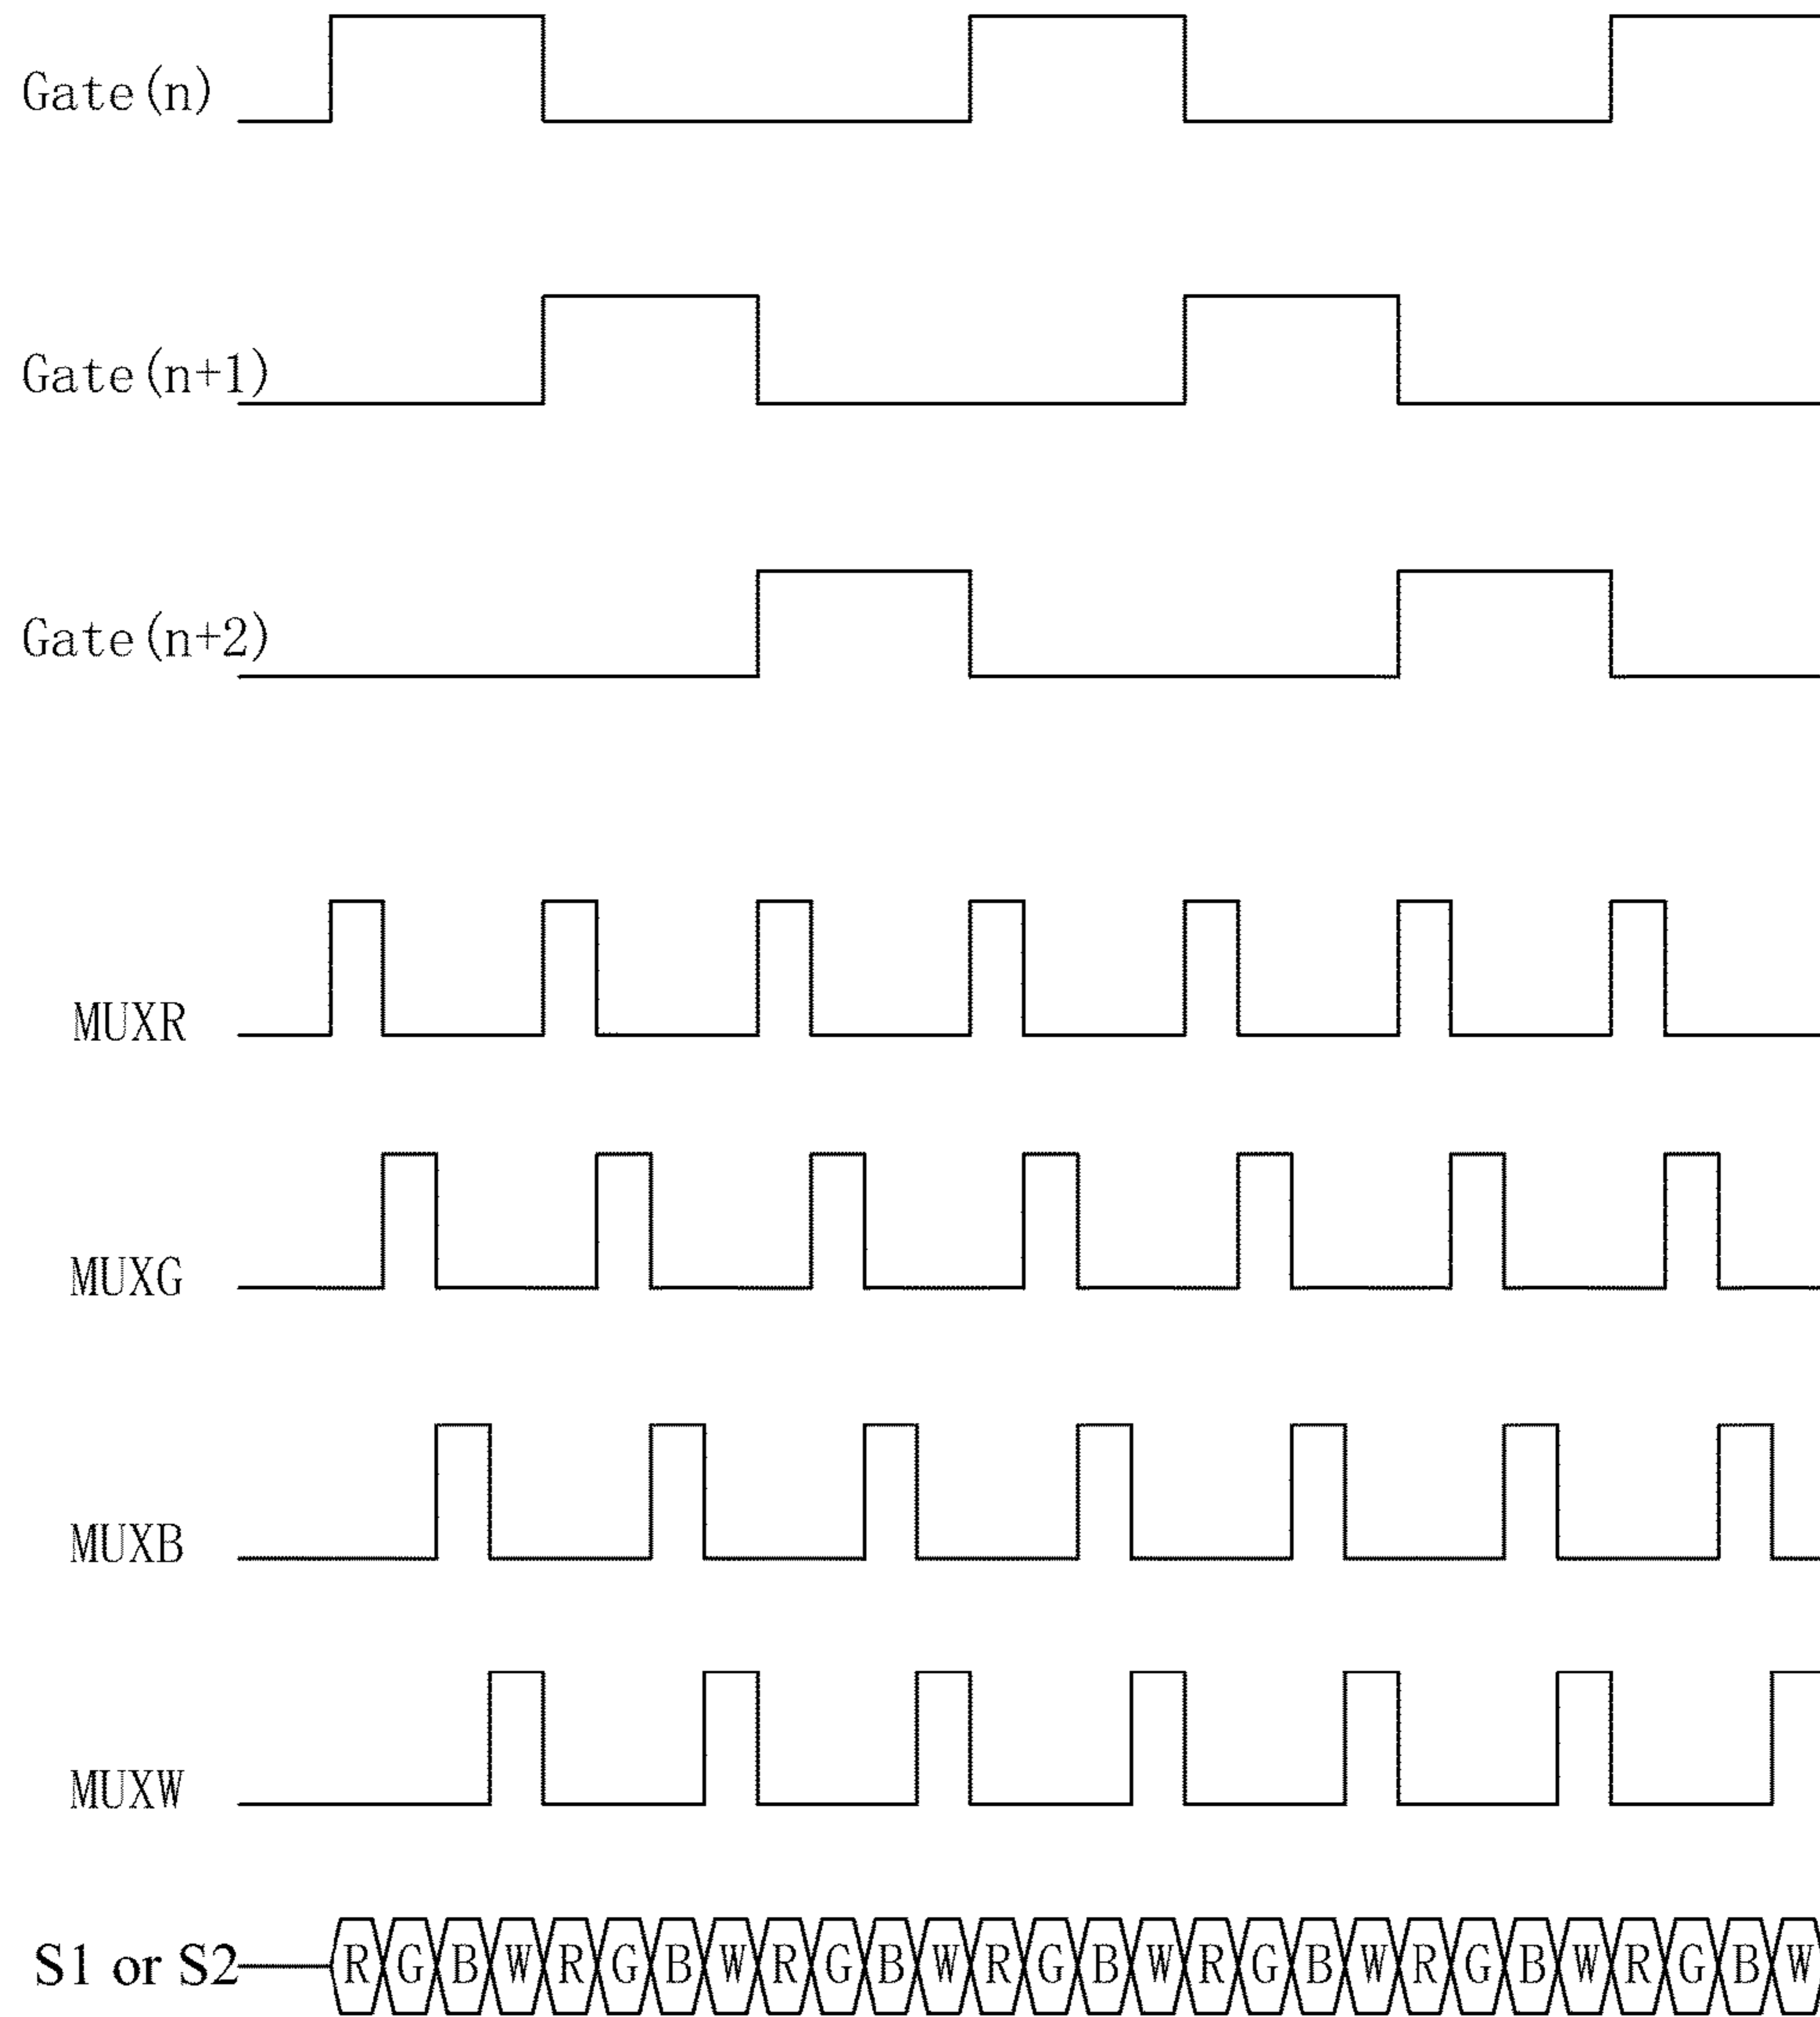 Gate(n)
Gate(n+1)
Gate(n+2)
MUXR
MUXG
MUXB
MUXW
S1 or S2 R G B W R G B W R G B W R G B W R G B W R G B W R G B W